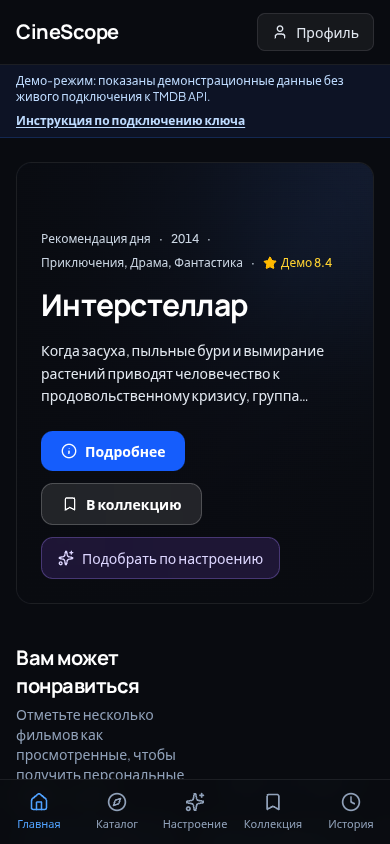 CineScope
Профиль
Демо-режим: показаны демонстрационные данные без
живого подключения к TMDB API.
Инструкция по подключению ключа
Рекомендация дня · 2014 ·
Приключения, Драма, Фантастика · Демо 8.4
Интерстеллар
Когда засуха, пыльные бури и вымирание
растений приводят человечество к
продовольственному кризису, группа…
Подробнее
В коллекцию
Подобрать по настроению
Вам может
понравиться
Отметьте несколько
фильмов как
просмотренные, чтобы
получить персональные
Главная
Каталог
Настроение
Коллекция
История